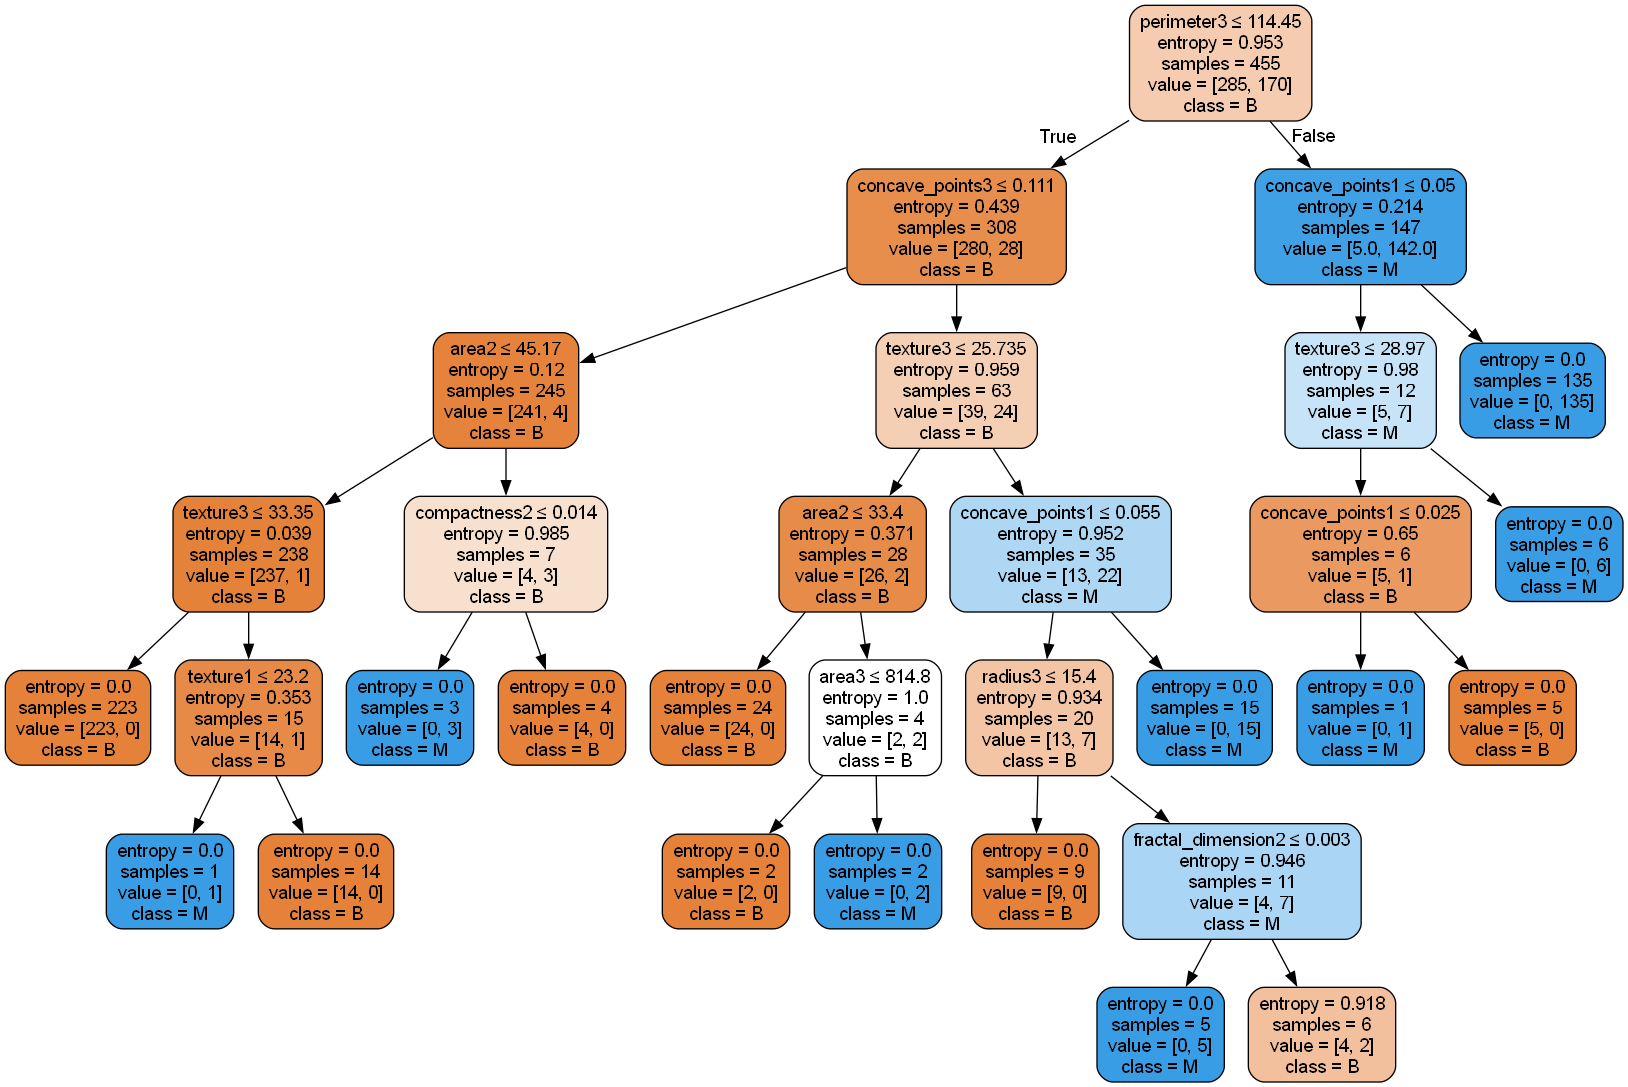 perimeter3 ≤ 114.45
entropy = 0.953
samples = 455
value = [285, 170]
class = B
True
False
concave_points3 ≤ 0.111
entropy = 0.439
samples = 308
value = [280, 28]
class = B
concave_points1 ≤ 0.05
entropy = 0.214
samples = 147
value = [5.0, 142.0]
class = M
area2 ≤ 45.17
entropy = 0.12
samples = 245
value = [241, 4]
class = B
texture3 ≤ 25.735
entropy = 0.959
samples = 63
value = [39, 24]
class = B
texture3 ≤ 28.97
entropy = 0.98
samples = 12
value = [5, 7]
class = M
entropy = 0.0
samples = 135
value = [0, 135]
class = M
texture3 ≤ 33.35
entropy = 0.039
samples = 238
value = [237, 1]
class = B
compactness2 ≤ 0.014
entropy = 0.985
samples = 7
value = [4, 3]
class = B
area2 ≤ 33.4
entropy = 0.371
samples = 28
value = [26, 2]
class = B
concave_points1 ≤ 0.055
entropy = 0.952
samples = 35
value = [13, 22]
class = M
concave_points1 ≤ 0.025
entropy = 0.65
samples = 6
value = [5, 1]
class = B
entropy = 0.0
samples = 6
value = [0, 6]
class = M
entropy = 0.0
samples = 223
value = [223, 0]
class = B
texture1 ≤ 23.2
entropy = 0.353
samples = 15
value = [14, 1]
class = B
entropy = 0.0
samples = 3
value = [0, 3]
class = M
entropy = 0.0
samples = 4
value = [4, 0]
class = B
entropy = 0.0
samples = 24
value = [24, 0]
class = B
area3 ≤ 814.8
entropy = 1.0
samples = 4
value = [2, 2]
class = B
radius3 ≤ 15.4
entropy = 0.934
samples = 20
value = [13, 7]
class = B
entropy = 0.0
samples = 15
value = [0, 15]
class = M
entropy = 0.0
samples = 1
value = [0, 1]
class = M
entropy = 0.0
samples = 5
value = [5, 0]
class = B
entropy = 0.0
samples = 1
value = [0, 1]
class = M
entropy = 0.0
samples = 14
value = [14, 0]
class = B
entropy = 0.0
samples = 2
value = [2, 0]
class = B
entropy = 0.0
samples = 2
value = [0, 2]
class = M
entropy = 0.0
samples = 9
value = [9, 0]
class = B
fractal_dimension2 ≤ 0.003
entropy = 0.946
samples = 11
value = [4, 7]
class = M
entropy = 0.0
samples = 5
value = [0, 5]
class = M
entropy = 0.918
samples = 6
value = [4, 2]
class = B